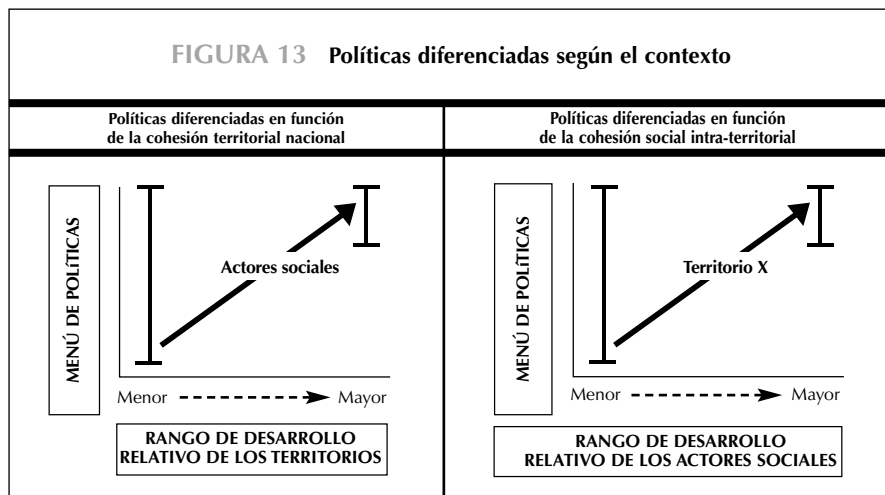 FIGURA 13 Políticas diferenciadas según el contexto
Políticas diferenciadas en función
de la cohesión territorial nacional
MENÚ DE POLÍTICAS
Actores sociales
Menor Mayor
RANGO DE DESARROLLO
RELATIVO DE LOS TERRITORIOS
Políticas diferenciadas en función
de la cohesión social intra-territorial
MENÚ DE POLÍTICAS
Territorio X
Menor Mayor
RANGO DE DESARROLLO
RELATIVO DE LOS ACTORES SOCIALES